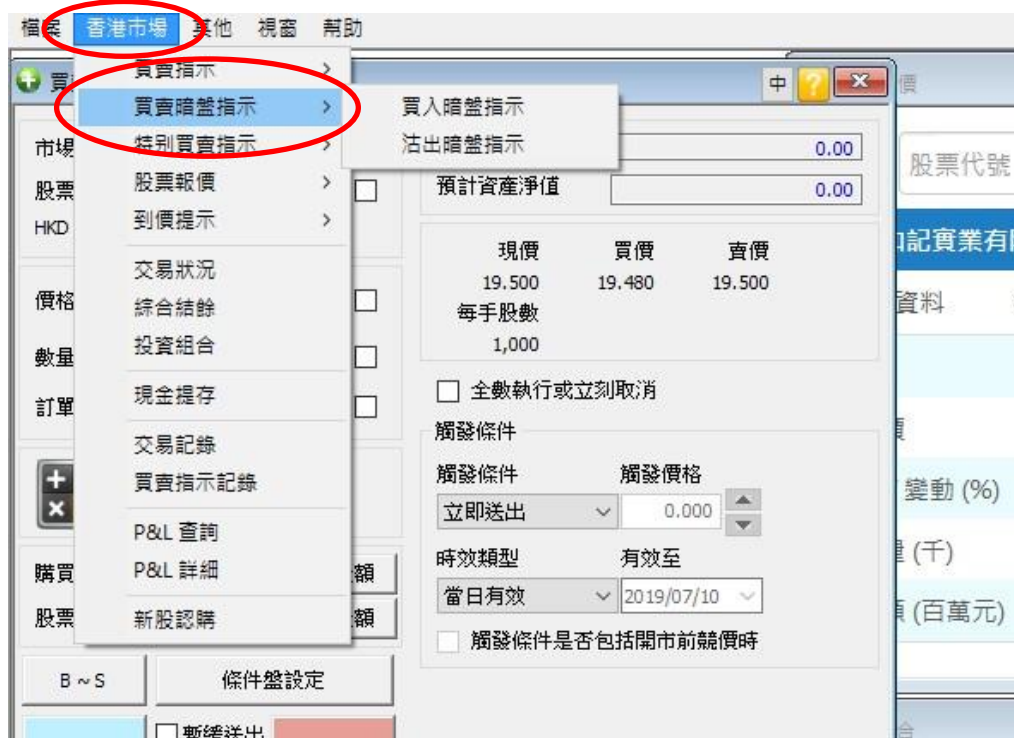 檔案 香港市場 其他 視窗 幫助
買賣指示 >
買賣暗盤指示 >
特別買賣指示 >
股票報價 >
到價提示 >
交易狀況
綜合結餘
投資組合
現金提存
交易記錄
買賣指示記錄
P&L 查詢
P&L 詳細
新股認購
買入暗盤指示
沽出暗盤指示
中 ?
市場
股票
HKD
價格
數量
訂單
購買
額
股票
額
B ~ S
條件盤設定
暫緩送出
0.00
預計資產淨值 0.00
現價 買價 賣價
19.500 19.480 19.500
每手股數
1,000
全數執行或立刻取消
觸發條件
觸發條件 觸發價格
立即送出 0.000
時效類型 有效至
當日有效 2019/07/10
觸發條件是否包括開市前競價時
價
股票代號
記實業有
資料
變動 (%)
(千)
(百萬元)